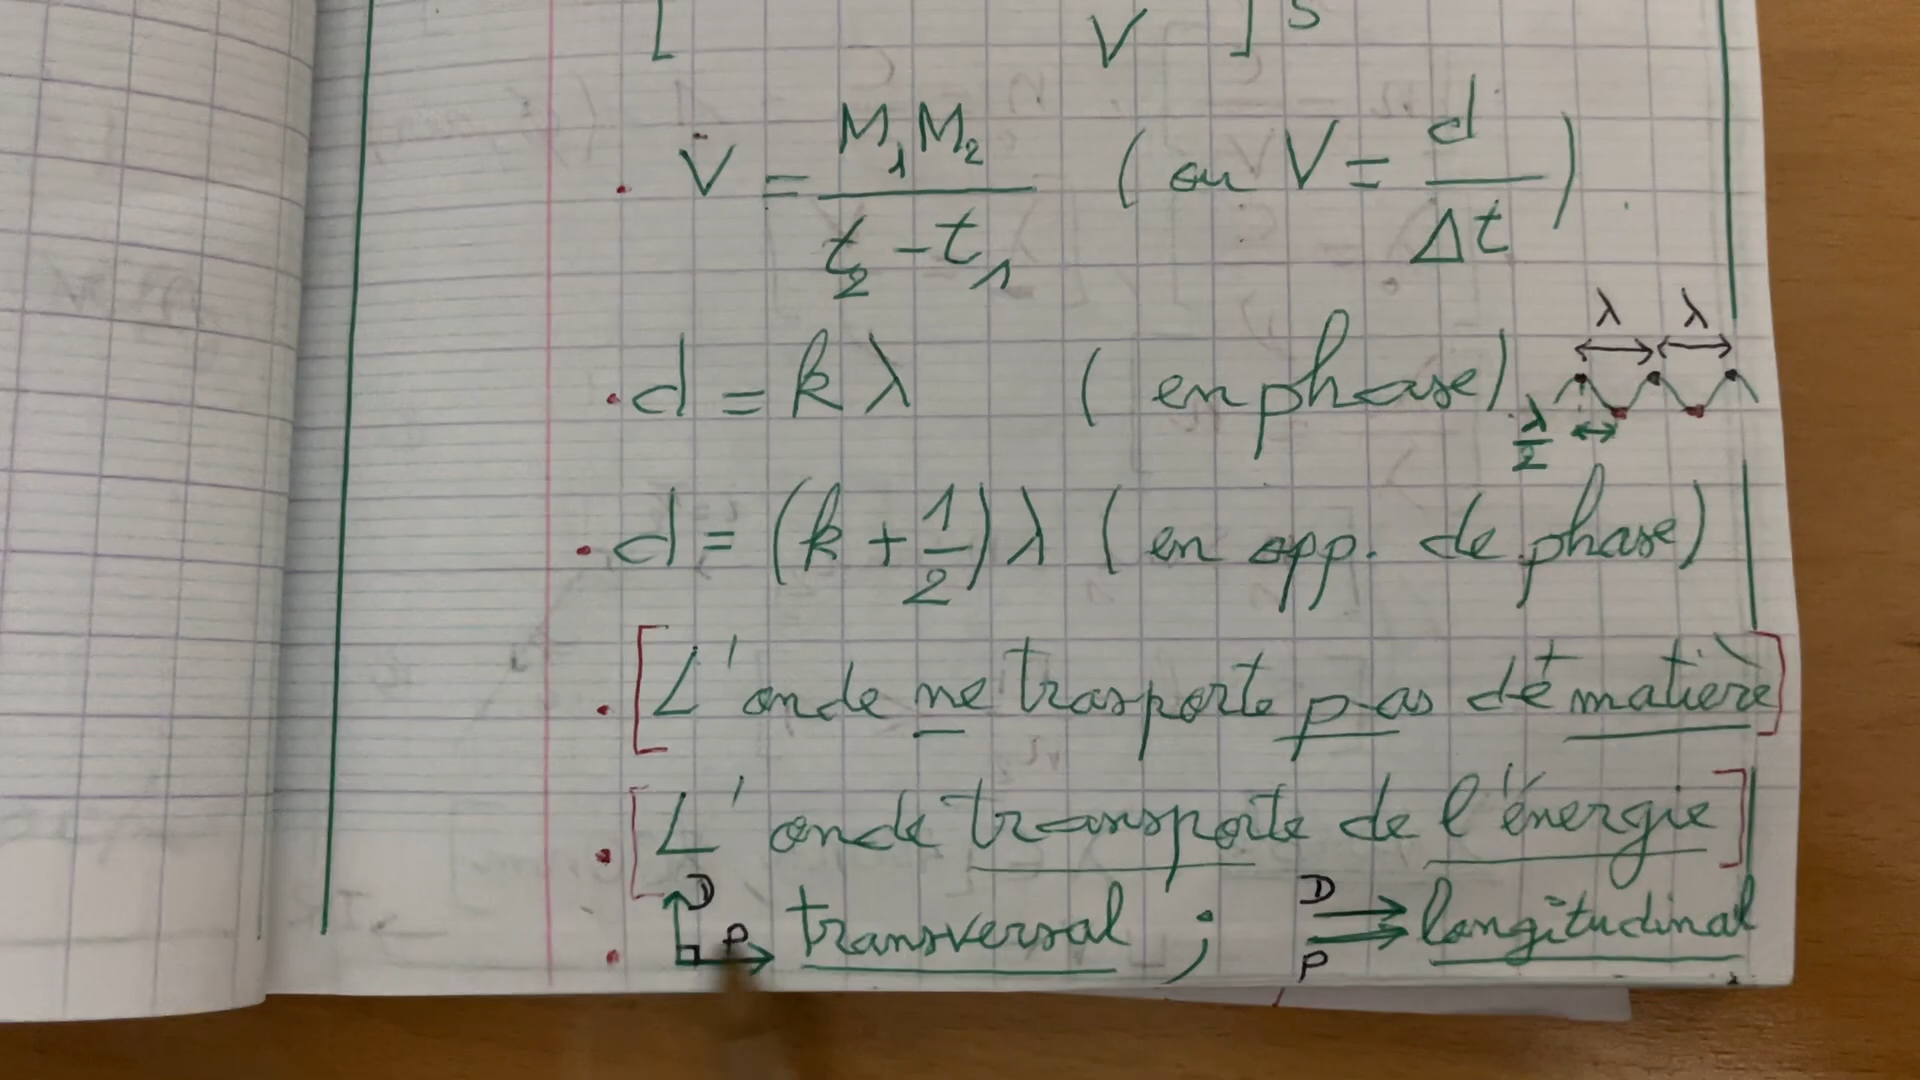 [ V ] s
. V = M₁M₂ / (t₂ - t₁) (ou V = d / Δt)
λ λ
. d = k λ (en phase)
λ/2
. d = (k + 1/2) λ (en opp. de phase)
. [L'onde ne trasporte pas de matière]
. [L'onde transporte de l'énergie]
. D P transversal ; D P longitudinal